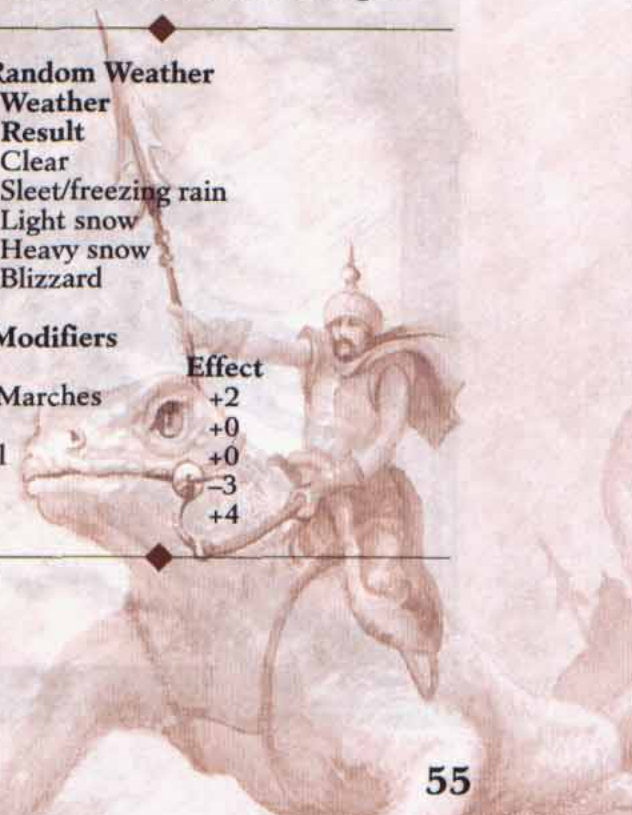 Random Weather
Weather
Result
Clear
Sleet/freezing rain
Light snow
Heavy snow
Blizzard
Modifiers
Effect
Marches +2
+0
l +0
–3
+4
55